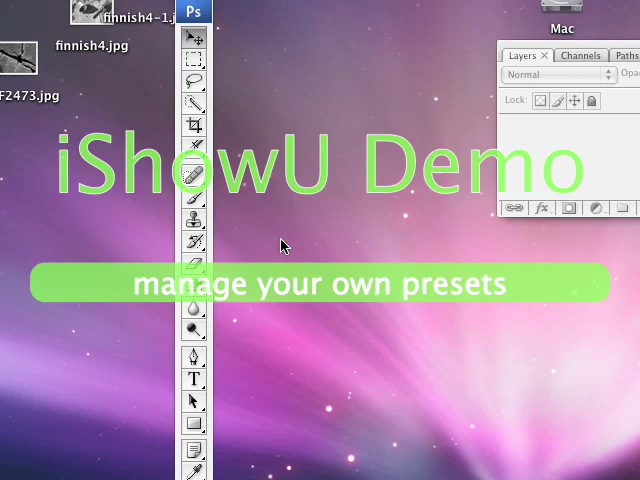 finnish4-1.j
Ps
Mac
finnish4.jpg
Layers × Channels Paths
Normal Opa
F2473.jpg
Lock:
iShowU Demo
manage your own presets
T
fx